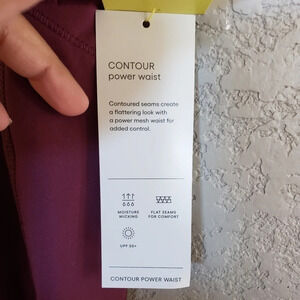 CONTOUR
power waist
Contoured seams create
a flattering look with
a power mesh waist for
added control.
MOISTURE
WICKING
FLAT SEAMS
FOR COMFORT
UPF 50+
CONTOUR POWER WAIST